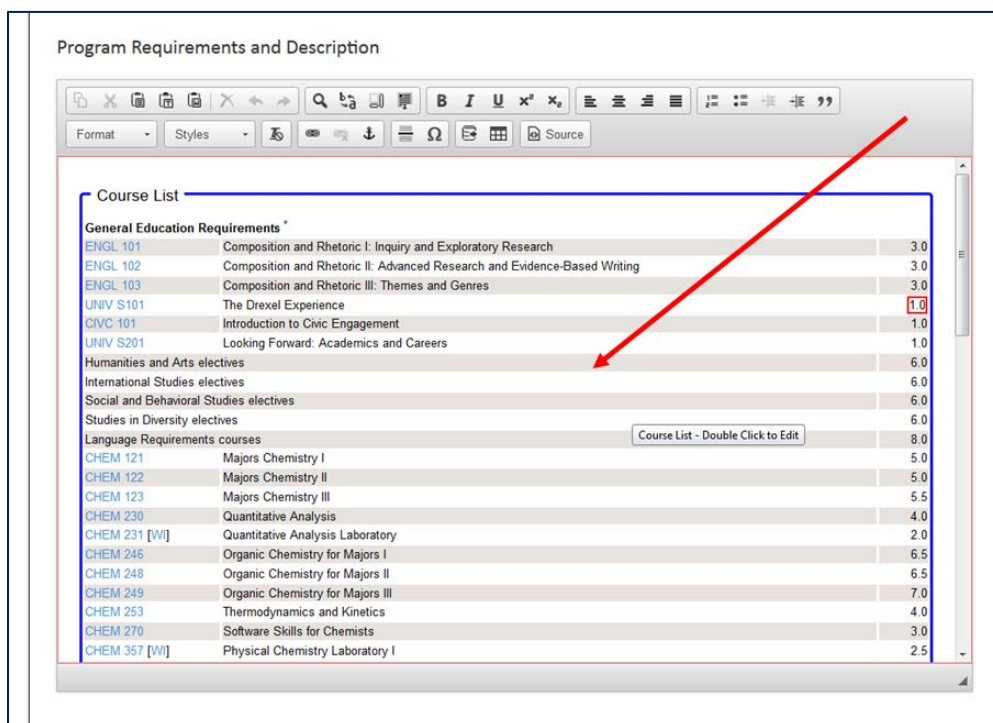 Program Requirements and Description
B I U x² x₂
Format Styles Ω Source
Course List
General Education Requirements *
ENGL 101 Composition and Rhetoric I: Inquiry and Exploratory Research 3.0
ENGL 102 Composition and Rhetoric II: Advanced Research and Evidence-Based Writing 3.0
ENGL 103 Composition and Rhetoric III: Themes and Genres 3.0
UNIV S101 The Drexel Experience 1.0
CIVC 101 Introduction to Civic Engagement 1.0
UNIV S201 Looking Forward: Academics and Careers 1.0
Humanities and Arts electives 6.0
International Studies electives 6.0
Social and Behavioral Studies electives 6.0
Studies in Diversity electives 6.0
Course List - Double Click to Edit
Language Requirements courses 8.0
CHEM 121 Majors Chemistry I 5.0
CHEM 122 Majors Chemistry II 5.0
CHEM 123 Majors Chemistry III 5.5
CHEM 230 Quantitative Analysis 4.0
CHEM 231 [WI] Quantitative Analysis Laboratory 2.0
CHEM 246 Organic Chemistry for Majors I 6.5
CHEM 248 Organic Chemistry for Majors II 6.5
CHEM 249 Organic Chemistry for Majors III 7.0
CHEM 253 Thermodynamics and Kinetics 4.0
CHEM 270 Software Skills for Chemists 3.0
CHEM 357 [WI] Physical Chemistry Laboratory I 2.5